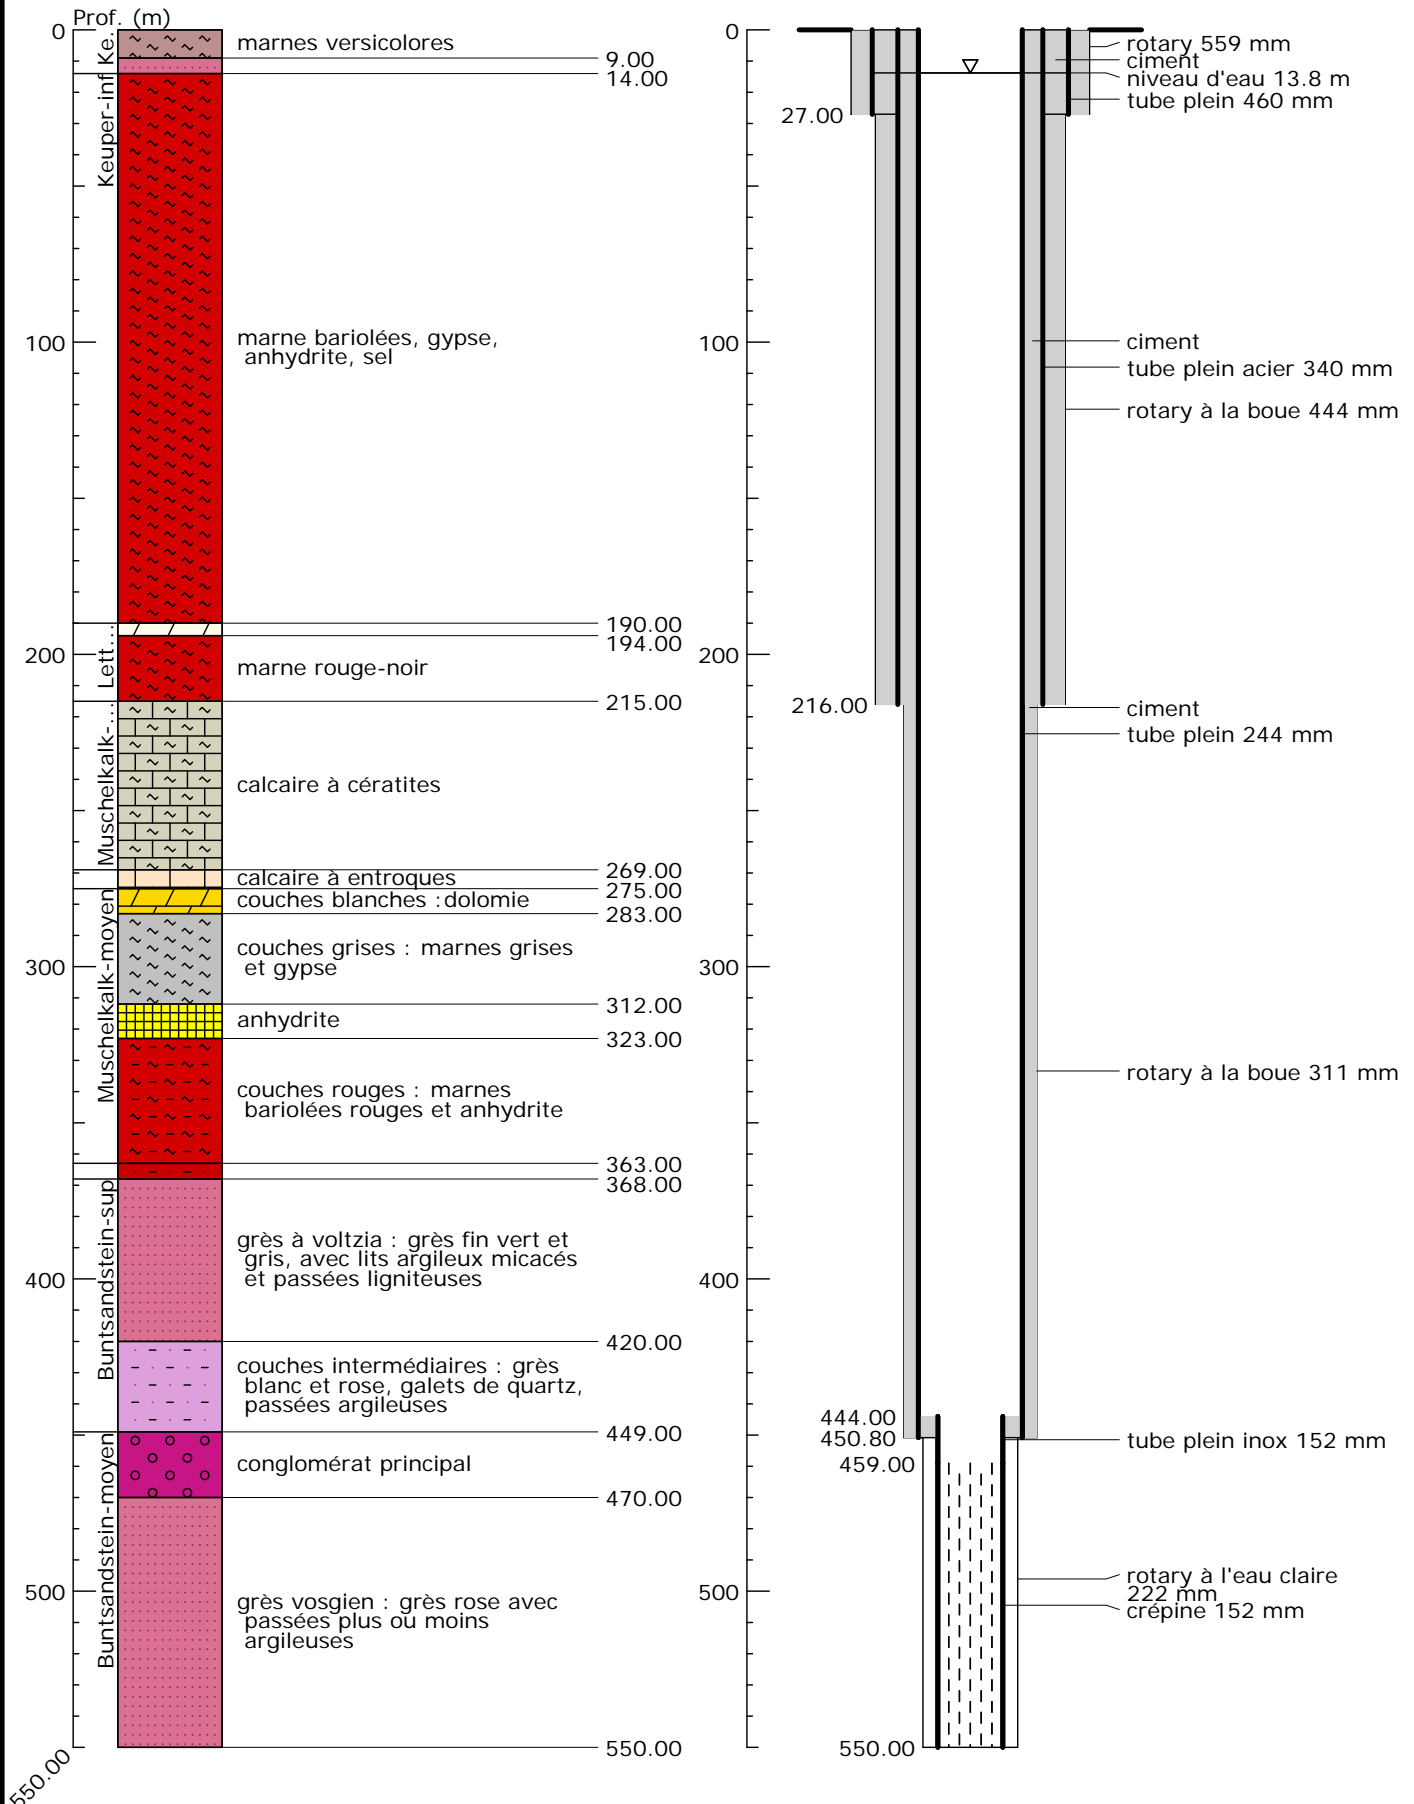 Prof. (m)
0
100
200
300
400
500
550.00
Ke.
Keuper-inf
Lett...
Muschelkalk-...
Muschelkalk-moyen
Buntsandstein-sup
Buntsandstein-moyen
marnes versicolores
9.00
14.00
marne bariolées, gypse,
anhydrite, sel
190.00
194.00
marne rouge-noir
215.00
calcaire à cératites
269.00
calcaire à entroques
275.00
couches blanches :dolomie
283.00
couches grises : marnes grises
et gypse
312.00
anhydrite
323.00
couches rouges : marnes
bariolées rouges et anhydrite
363.00
368.00
grès à voltzia : grès fin vert et
gris, avec lits argileux micacés
et passées ligniteuses
420.00
couches intermédiaires : grès
blanc et rose, galets de quartz,
passées argileuses
449.00
conglomérat principal
470.00
grès vosgien : grès rose avec
passées plus ou moins
argileuses
550.00
0
100
200
300
400
500
27.00
216.00
444.00
450.80
459.00
550.00
rotary 559 mm
ciment
niveau d'eau 13.8 m
tube plein 460 mm
ciment
tube plein acier 340 mm
rotary à la boue 444 mm
ciment
tube plein 244 mm
rotary à la boue 311 mm
tube plein inox 152 mm
rotary à l'eau claire
222 mm
crépine 152 mm